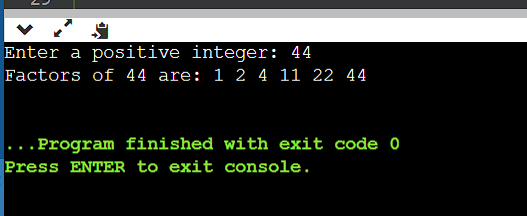 Enter a positive integer: 44
Factors of 44 are: 1 2 4 11 22 44
...Program finished with exit code 0
Press ENTER to exit console.